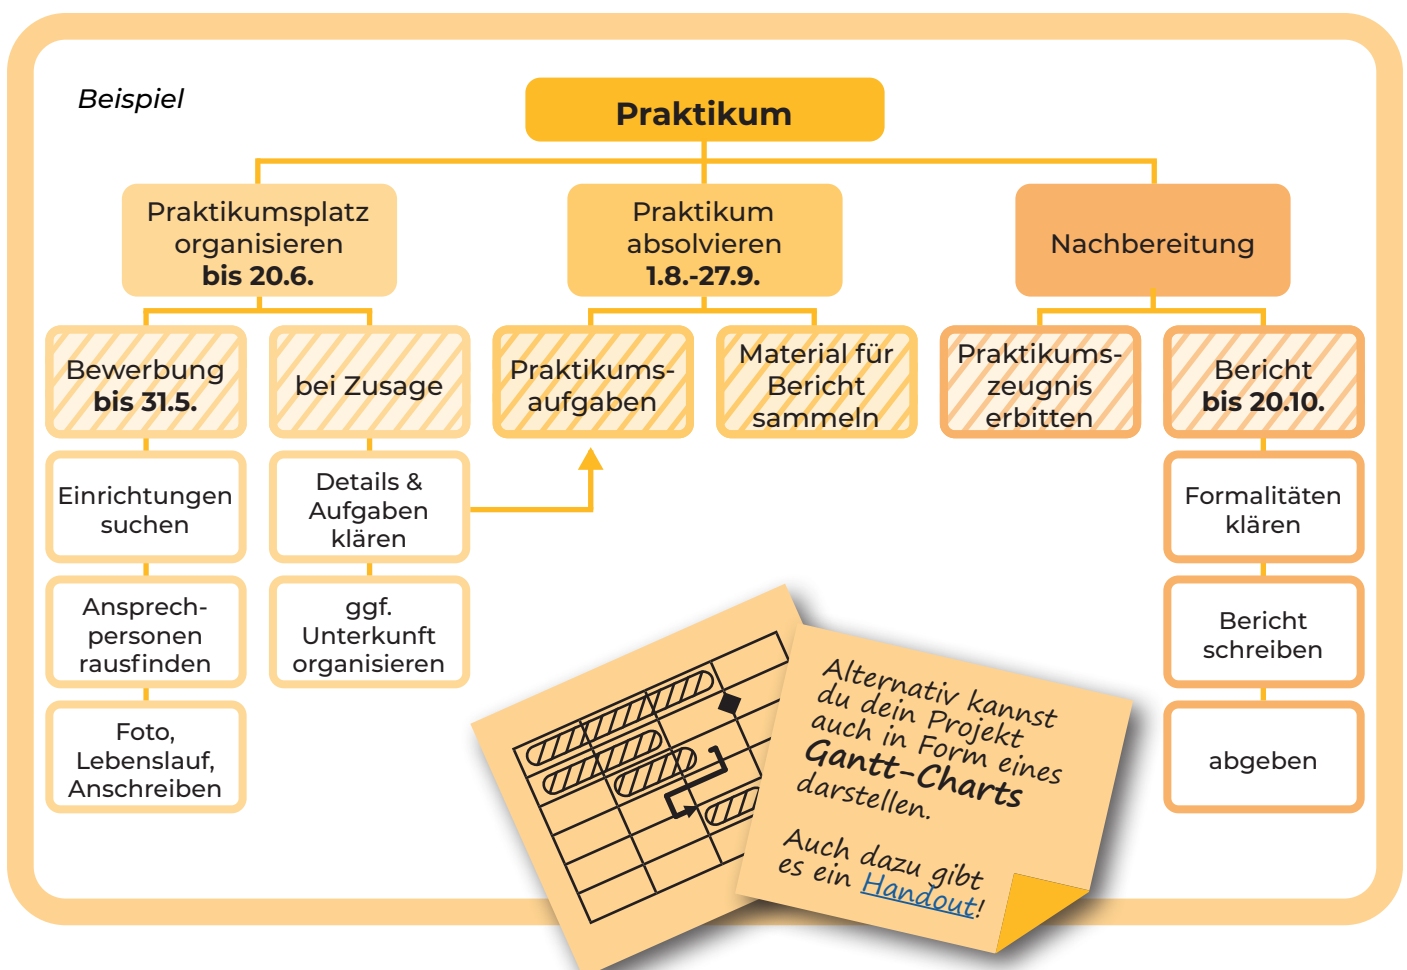 Beispiel
Praktikum
Praktikumsplatz
organisieren
bis 20.6.
Praktikum
absolvieren
1.8.-27.9.
Nachbereitung
Bewerbung
bis 31.5.
bei Zusage
Praktikums-
aufgaben
Material für
Bericht
sammeln
Praktikums-
zeugnis
erbitten
Bericht
bis 20.10.
Einrichtungen
suchen
Details &
Aufgaben
klären
Formalitäten
klären
Ansprech-
personen
rausfinden
ggf.
Unterkunft
organisieren
Bericht
schreiben
Foto,
Lebenslauf,
Anschreiben
abgeben
Alternativ kannst
du dein Projekt
auch in Form eines
Gantt-Charts
darstellen.
Auch dazu gibt
es ein Handout!